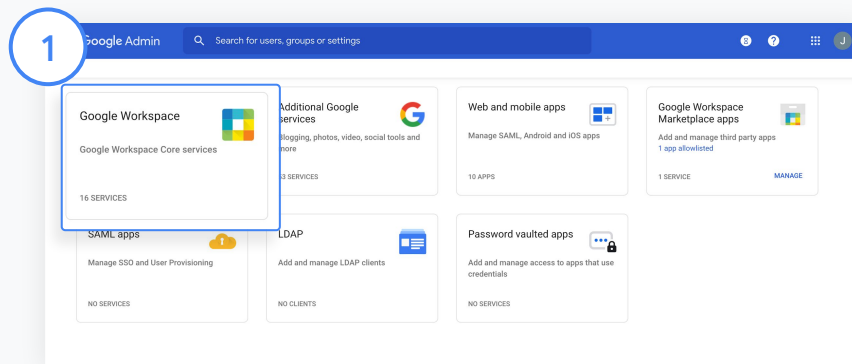 1
Google Admin
Search for users, groups or settings
8
?
J
Google Workspace
Google Workspace Core services
16 SERVICES
Additional Google
services
Blogging, photos, video, social tools and
more
53 SERVICES
Web and mobile apps
Manage SAML, Android and iOS apps
10 APPS
Google Workspace
Marketplace apps
Add and manage third party apps
1 app allowlisted
1 SERVICE
MANAGE
SAML apps
Manage SSO and User Provisioning
NO SERVICES
LDAP
Add and manage LDAP clients
NO CLIENTS
Password vaulted apps
Add and manage access to apps that use
credentials
NO SERVICES